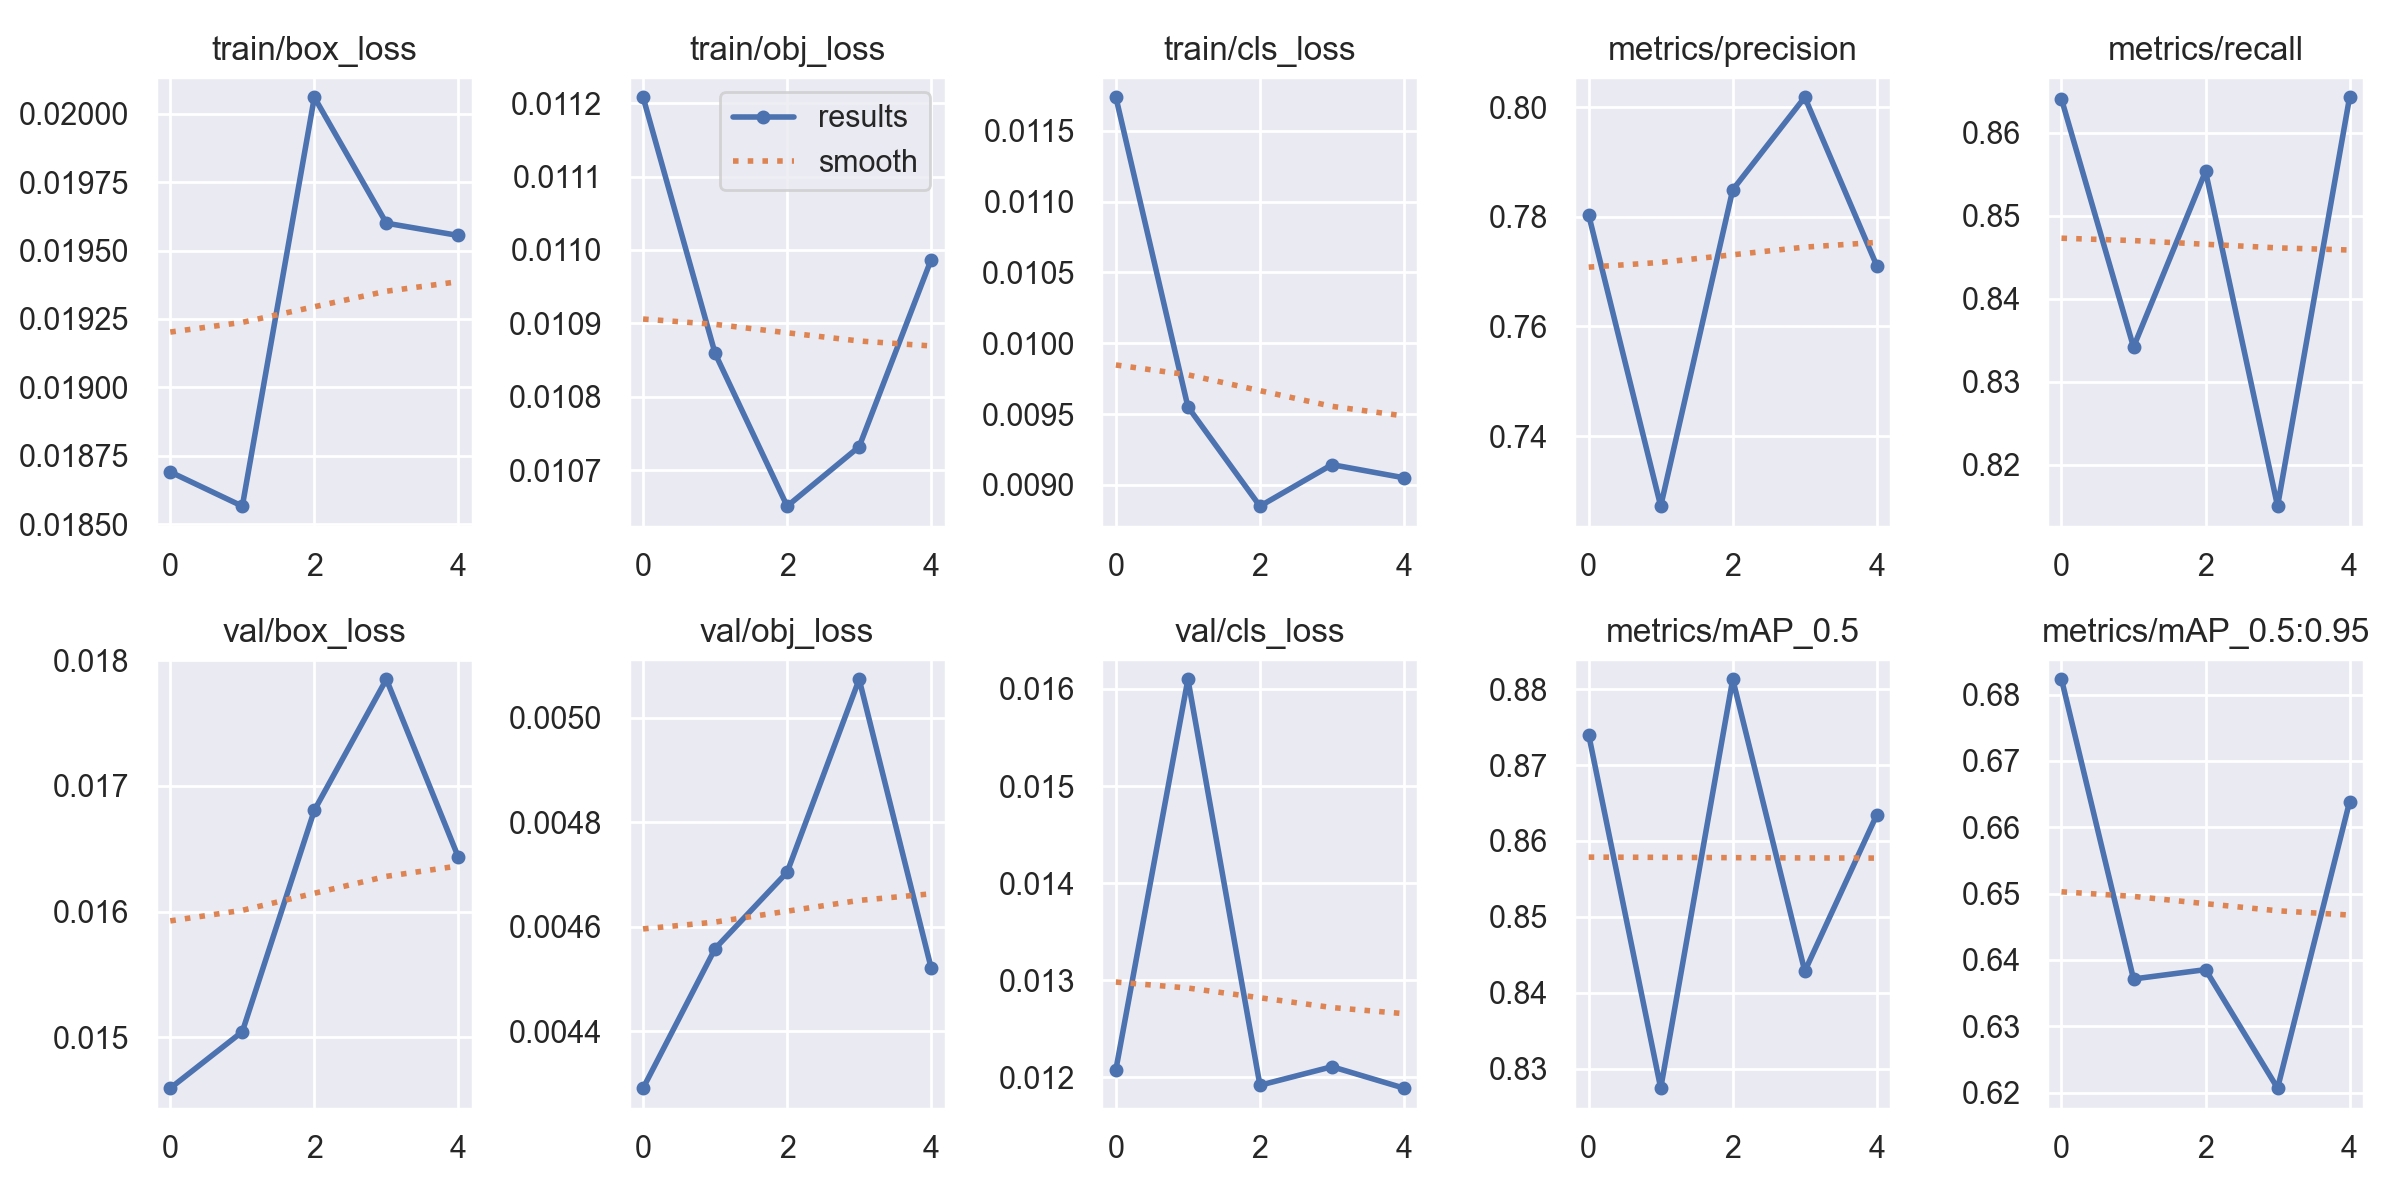 train/box_loss
0.02000
0.01975
0.01950
0.01925
0.01900
0.01875
0.01850
0 2 4
train/obj_loss
results
smooth
0.0112
0.0111
0.0110
0.0109
0.0108
0.0107
0 2 4
train/cls_loss
0.0115
0.0110
0.0105
0.0100
0.0095
0.0090
0 2 4
metrics/precision
0.80
0.78
0.76
0.74
0 2 4
metrics/recall
0.86
0.85
0.84
0.83
0.82
0 2 4
val/box_loss
0.018
0.017
0.016
0.015
0 2 4
val/obj_loss
0.0050
0.0048
0.0046
0.0044
0 2 4
val/cls_loss
0.016
0.015
0.014
0.013
0.012
0 2 4
metrics/mAP_0.5
0.88
0.87
0.86
0.85
0.84
0.83
0 2 4
metrics/mAP_0.5:0.95
0.68
0.67
0.66
0.65
0.64
0.63
0.62
0 2 4